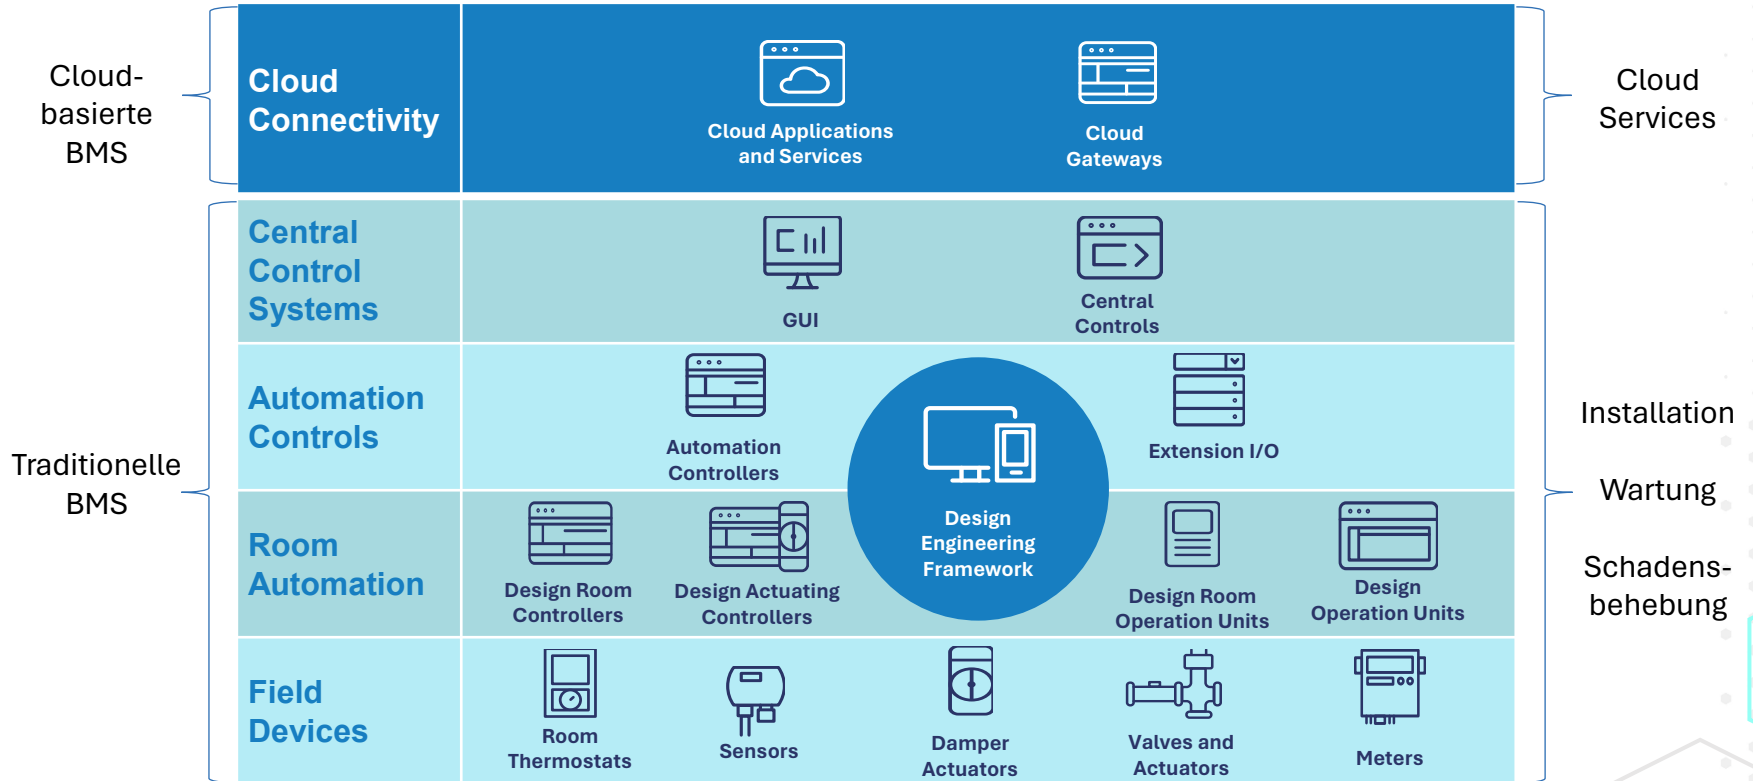 Cloud-
basierte
BMS
Cloud
Connectivity
Cloud Applications
and Services
Cloud
Gateways
Cloud
Services
Central
Control
Systems
GUI
Central
Controls
Traditionelle
BMS
Automation
Controls
Automation
Controllers
Extension I/O
Design
Engineering
Framework
Room
Automation
Design Room
Controllers
Design Actuating
Controllers
Design Room
Operation Units
Design
Operation Units
Field
Devices
Room
Thermostats
Sensors
Damper
Actuators
Valves and
Actuators
Meters
Installation
Wartung
Schadens-
behebung